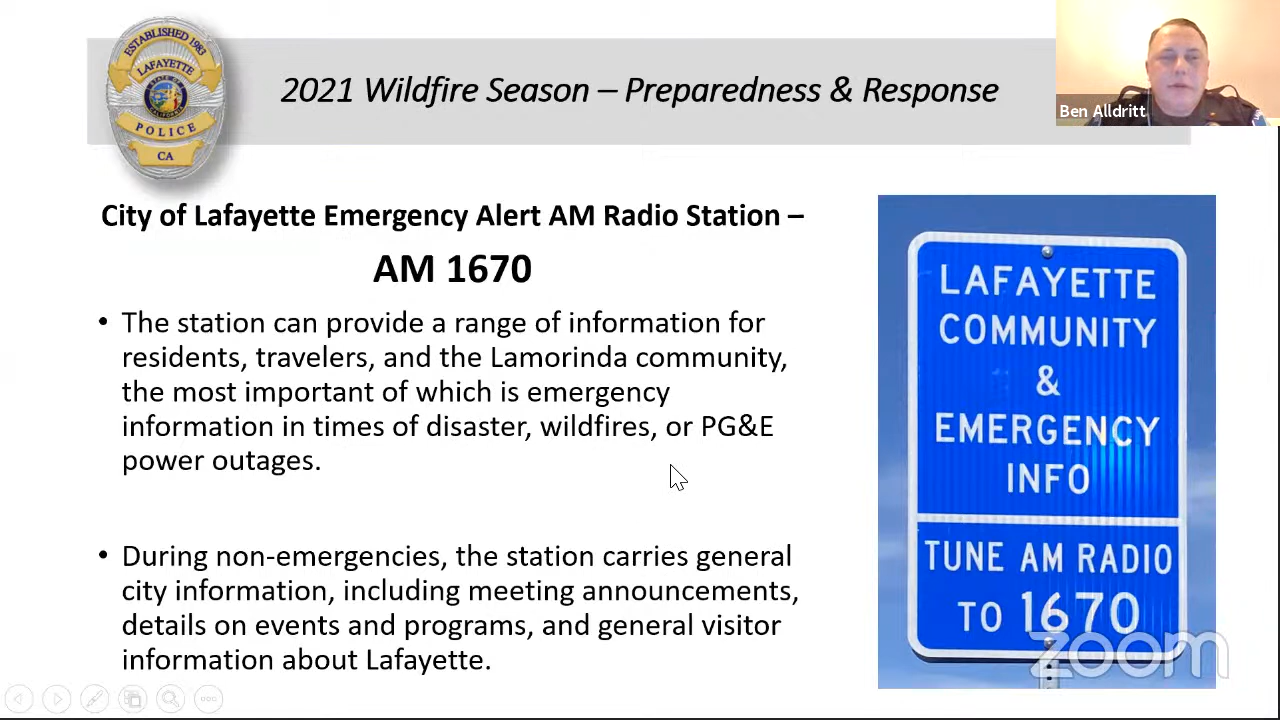 ESTABLISHED 1983
LAFAYETTE
POLICE
CA
2021 Wildfire Season – Preparedness & Response
Ben Alldritt
City of Lafayette Emergency Alert AM Radio Station –
AM 1670
• The station can provide a range of information for
residents, travelers, and the Lamorinda community,
the most important of which is emergency
information in times of disaster, wildfires, or PG&E
power outages.
• During non-emergencies, the station carries general
city information, including meeting announcements,
details on events and programs, and general visitor
information about Lafayette.
LAFAYETTE
COMMUNITY
&
EMERGENCY
INFO
TUNE AM RADIO
TO 1670
zoom